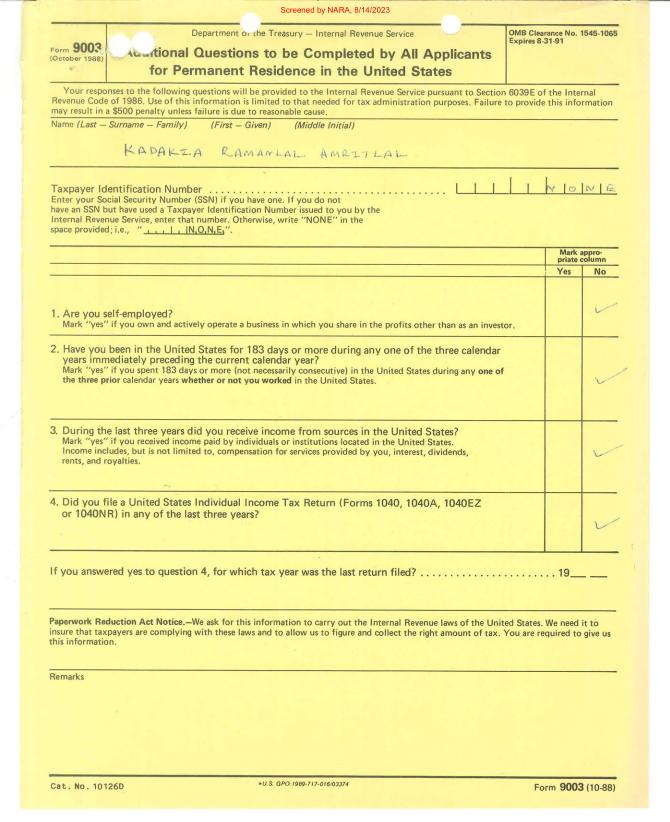 Screened by NARA, 8/14/2023
Department of the Treasury — Internal Revenue Service
OMB Clearance No. 1545-1065
Expires 8-31-91
Form 9003
(October 1988)
Additional Questions to be Completed by All Applicants
for Permanent Residence in the United States
Your responses to the following questions will be provided to the Internal Revenue Service pursuant to Section 6039E of the Internal
Revenue Code of 1986. Use of this information is limited to that needed for tax administration purposes. Failure to provide this information
may result in a $500 penalty unless failure is due to reasonable cause.
Name (Last — Surname — Family) (First — Given) (Middle Initial)
KADAKIA RAMANLAL AMRITLAL
Taxpayer Identification Number ........................................ NONE
Enter your Social Security Number (SSN) if you have one. If you do not
have an SSN but have used a Taxpayer Identification Number issued to you by the
Internal Revenue Service, enter that number. Otherwise, write "NONE" in the
space provided; i.e., " , , , , |N,O,N,E,".
Mark appro-
priate column
Yes No
1. Are you self-employed?
Mark "yes" if you own and actively operate a business in which you share in the profits other than as an investor.
✓
2. Have you been in the United States for 183 days or more during any one of the three calendar
years immediately preceding the current calendar year?
Mark "yes" if you spent 183 days or more (not necessarily consecutive) in the United States during any one of
the three prior calendar years whether or not you worked in the United States.
✓
3. During the last three years did you receive income from sources in the United States?
Mark "yes" if you received income paid by individuals or institutions located in the United States.
Income includes, but is not limited to, compensation for services provided by you, interest, dividends,
rents, and royalties.
✓
4. Did you file a United States Individual Income Tax Return (Forms 1040, 1040A, 1040EZ
or 1040NR) in any of the last three years?
✓
If you answered yes to question 4, for which tax year was the last return filed? ....................... 19__ __
Paperwork Reduction Act Notice.—We ask for this information to carry out the Internal Revenue laws of the United States. We need it to
insure that taxpayers are complying with these laws and to allow us to figure and collect the right amount of tax. You are required to give us
this information.
Remarks
Cat. No. 10126D
*U.S. GPO:1989-717-016/03374
Form 9003 (10-88)